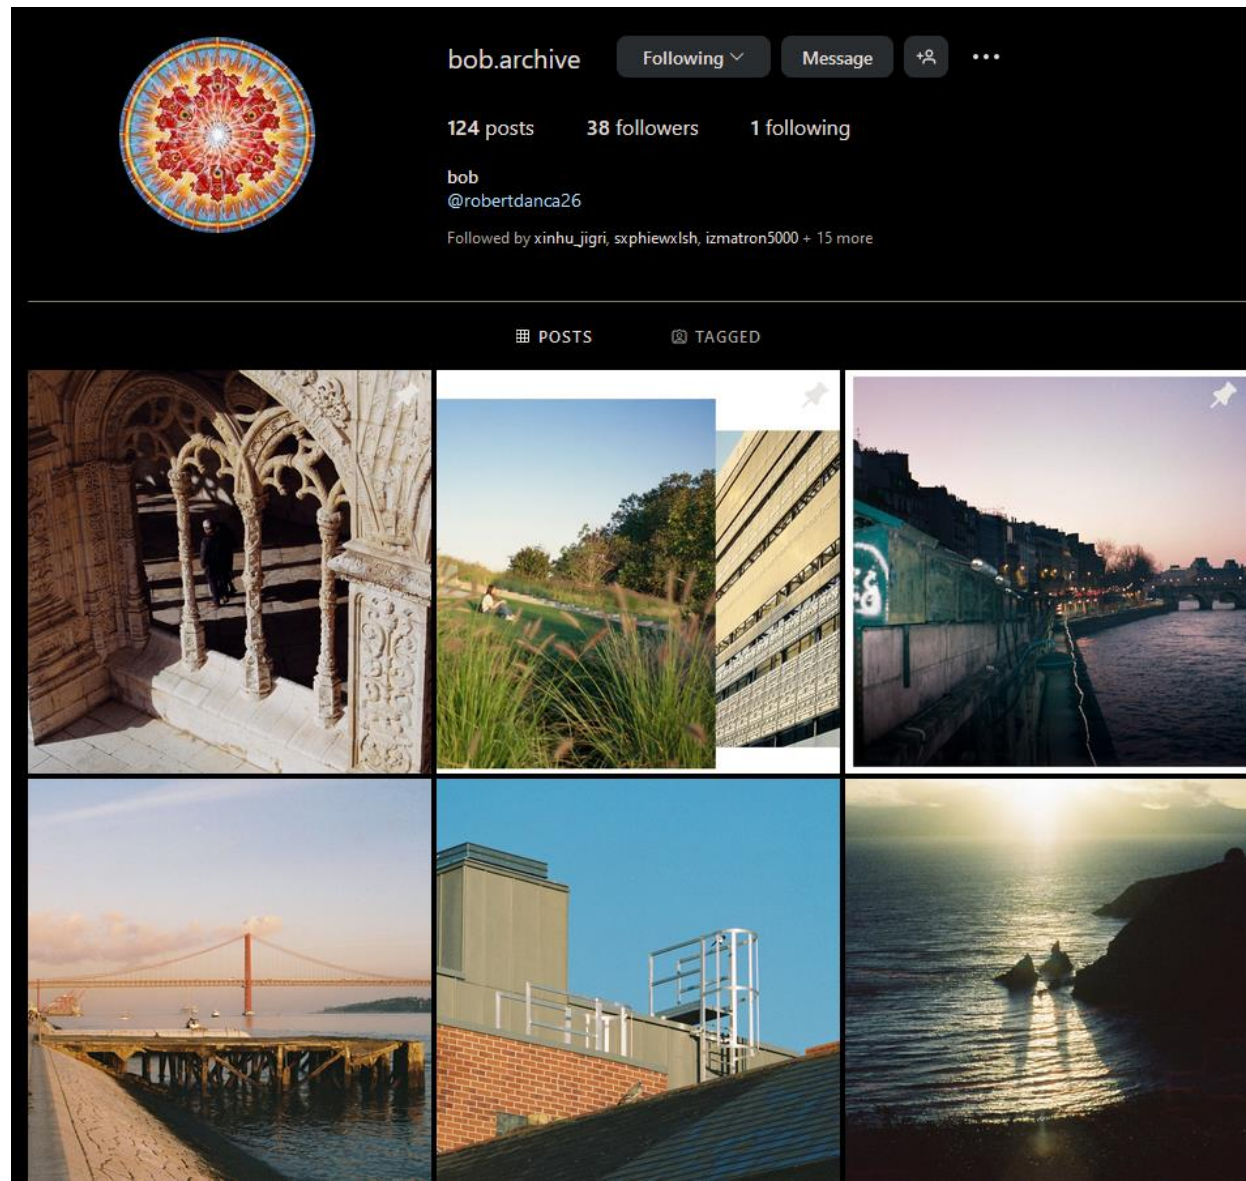 bob.archive Following Message
124 posts 38 followers 1 following
bob
@robertdanca26
Followed by xinhu_jigri, sxphiewxlsh, izmatron5000 + 15 more
POSTS TAGGED